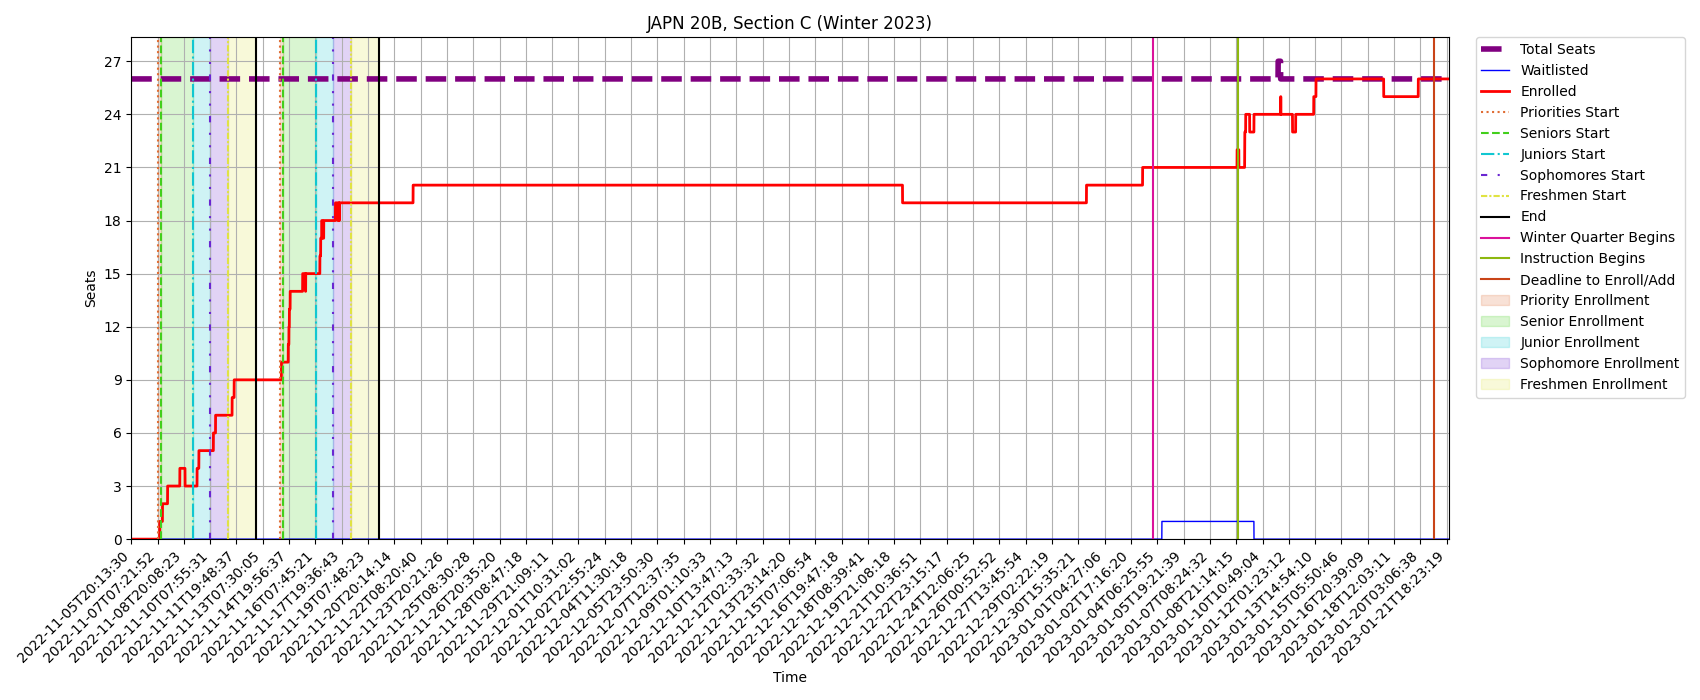 JAPN 20B, Section C (Winter 2023)
Seats
27
24
21
18
15
12
9
6
3
0
2022-11-05T20:13:30
2022-11-07T07:21:52
2022-11-08T20:08:23
2022-11-10T07:55:31
2022-11-11T19:48:37
2022-11-13T07:30:05
2022-11-14T19:56:37
2022-11-16T07:45:21
2022-11-17T19:36:43
2022-11-19T07:48:23
2022-11-20T20:14:14
2022-11-22T08:20:40
2022-11-23T20:21:26
2022-11-25T08:30:28
2022-11-26T20:35:20
2022-11-28T08:47:18
2022-11-29T21:09:11
2022-12-01T10:31:02
2022-12-02T22:55:24
2022-12-04T11:30:18
2022-12-05T23:50:30
2022-12-07T12:37:35
2022-12-09T01:10:33
2022-12-10T13:47:13
2022-12-12T02:33:32
2022-12-13T23:14:20
2022-12-15T07:06:54
2022-12-16T19:47:18
2022-12-18T08:39:41
2022-12-19T21:08:18
2022-12-21T10:36:51
2022-12-22T23:15:17
2022-12-24T12:06:25
2022-12-26T00:52:52
2022-12-27T13:45:54
2022-12-29T02:22:19
2022-12-30T15:35:21
2023-01-01T04:27:06
2023-01-02T17:16:20
2023-01-04T06:25:55
2023-01-05T19:21:39
2023-01-07T08:24:32
2023-01-08T21:14:15
2023-01-10T10:49:04
2023-01-12T01:23:12
2023-01-13T14:54:10
2023-01-15T05:50:46
2023-01-16T20:39:09
2023-01-18T12:03:11
2023-01-20T03:06:38
2023-01-21T18:23:19
Time
Total Seats
Waitlisted
Enrolled
Priorities Start
Seniors Start
Juniors Start
Sophomores Start
Freshmen Start
End
Winter Quarter Begins
Instruction Begins
Deadline to Enroll/Add
Priority Enrollment
Senior Enrollment
Junior Enrollment
Sophomore Enrollment
Freshmen Enrollment